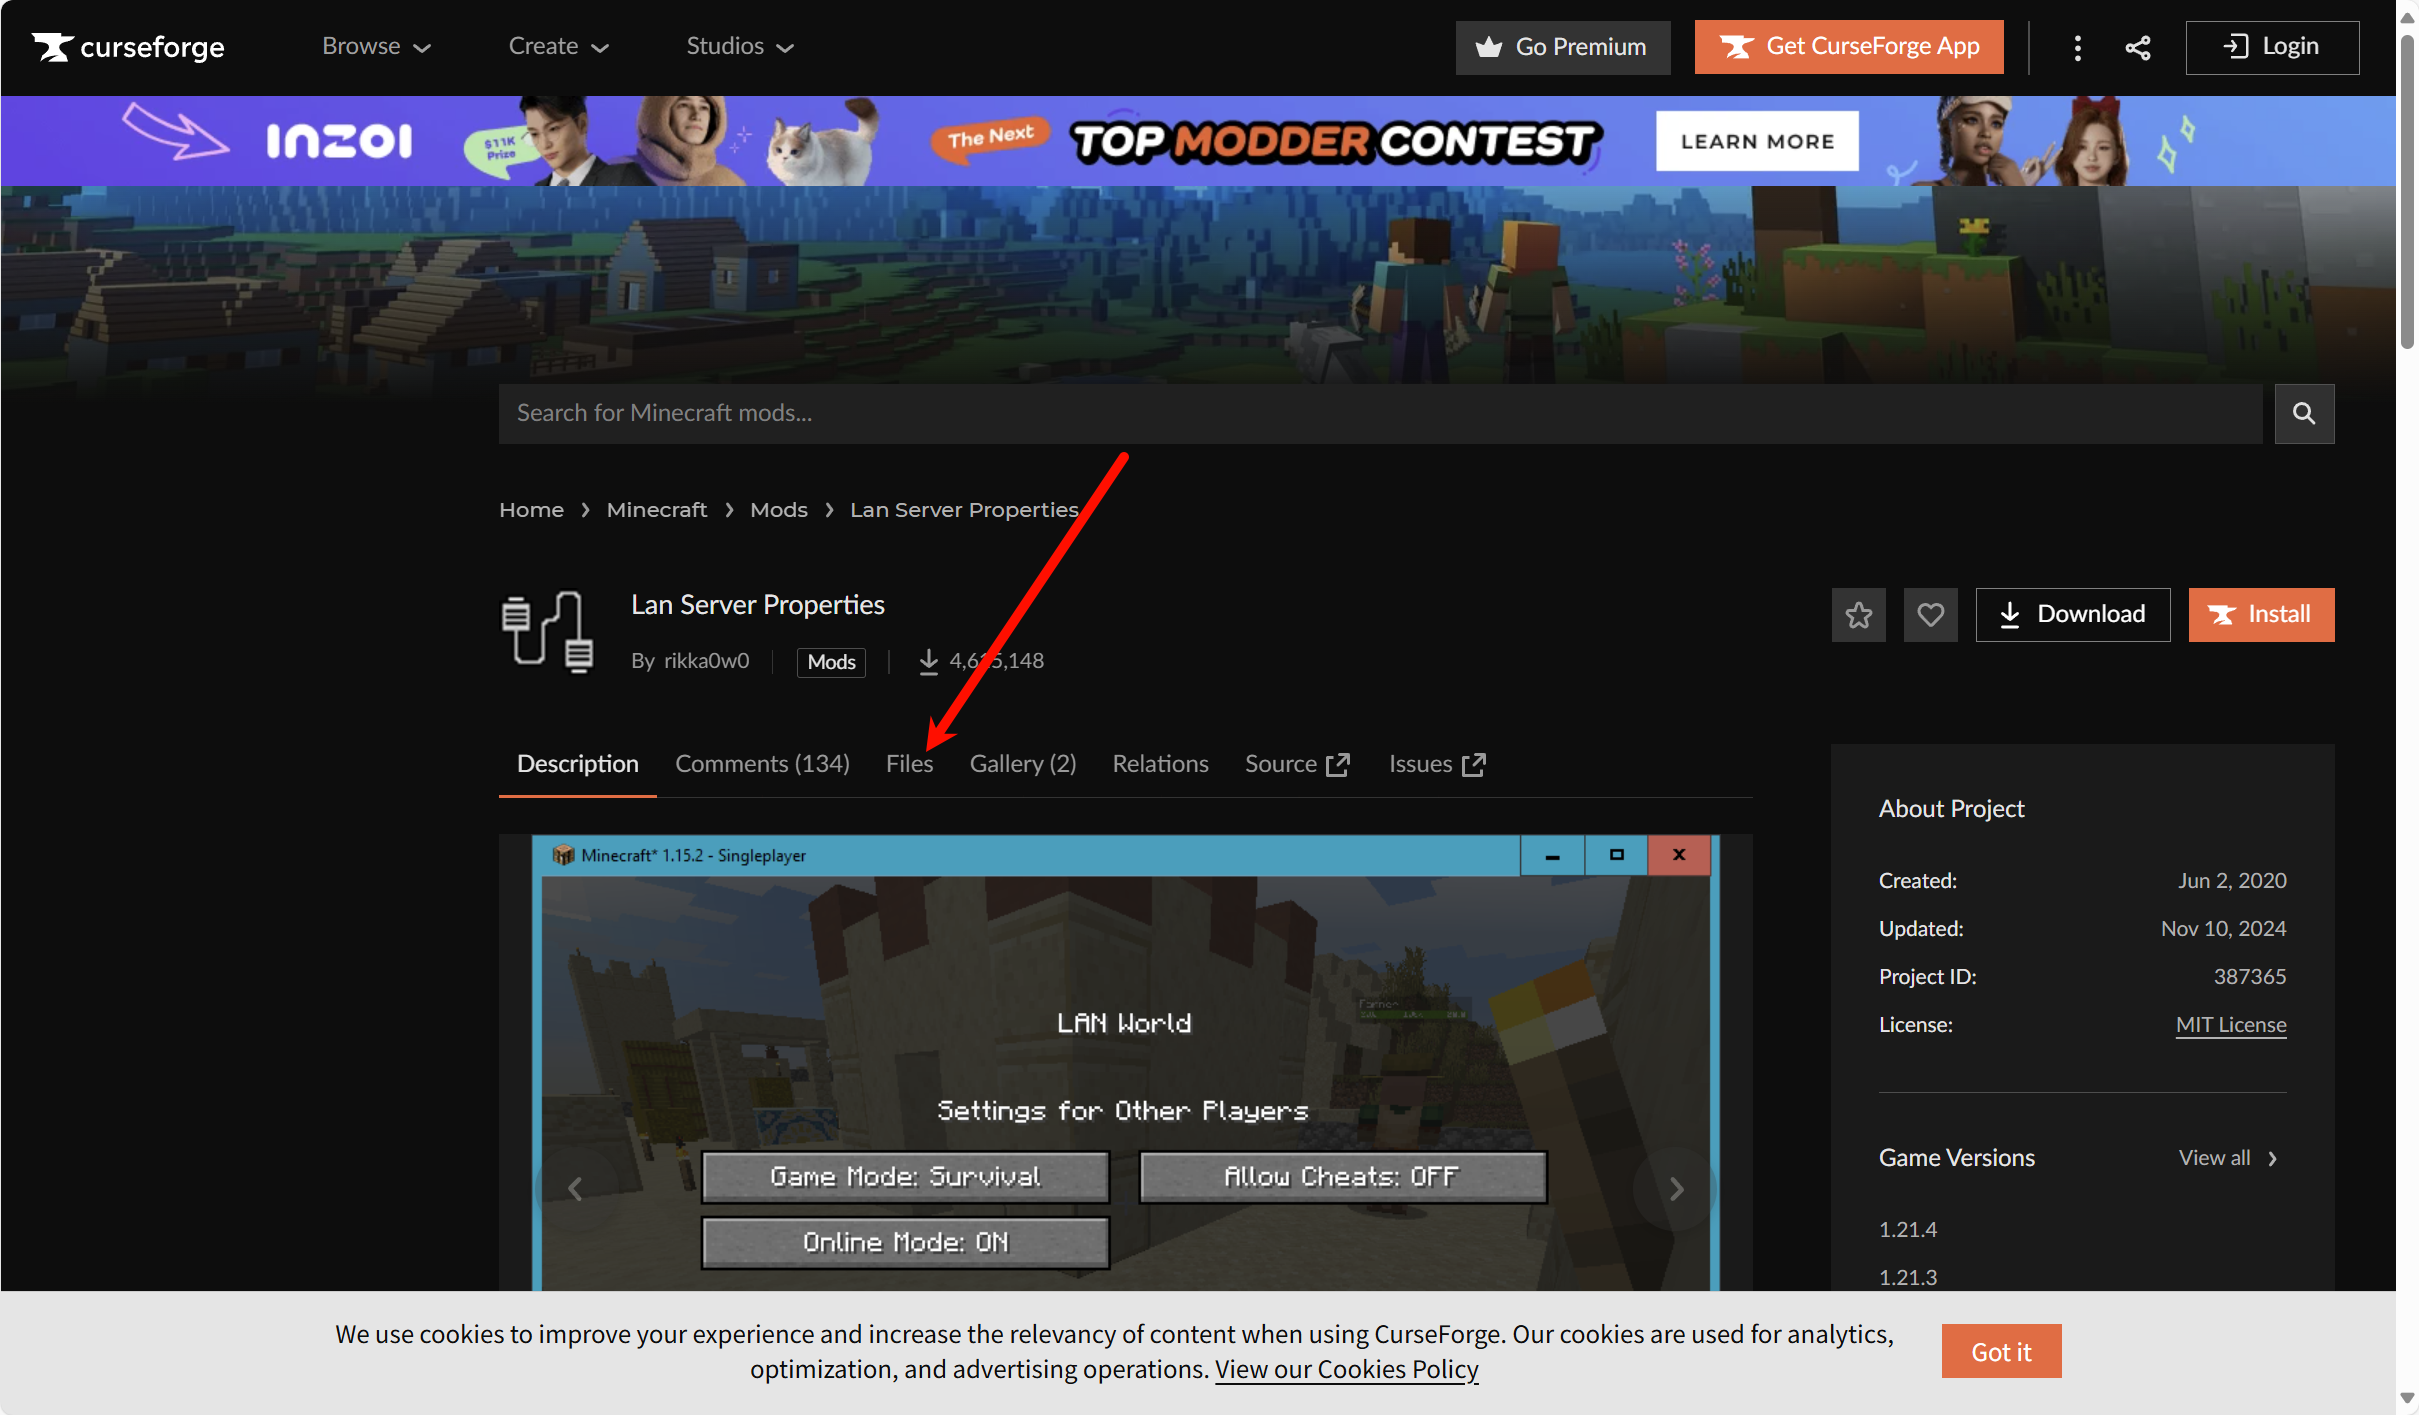 curseforge
Browse
Create
Studios
Go Premium
Get CurseForge App
Login
INZOI
$11K
Prize
The Next
TOP MODDER CONTEST
LEARN MORE
Search for Minecraft mods...
Home > Minecraft > Mods > Lan Server Properties
Lan Server Properties
By rikka0w0
Mods
Download
Install
Description
Comments (134)
Files
Gallery (2)
Relations
Source
Issues
Minecraft* 1.15.2 - Singleplayer
LAN World
Settings for Other Players
Game Mode: Survival
Allow Cheats: OFF
Online Mode: ON
About Project
Created: Jun 2, 2020
Updated: Nov 10, 2024
Project ID: 387365
License: MIT License
Game Versions
View all
1.21.4
1.21.3
We use cookies to improve your experience and increase the relevancy of content when using CurseForge. Our cookies are used for analytics,
optimization, and advertising operations. View our Cookies Policy
Got it